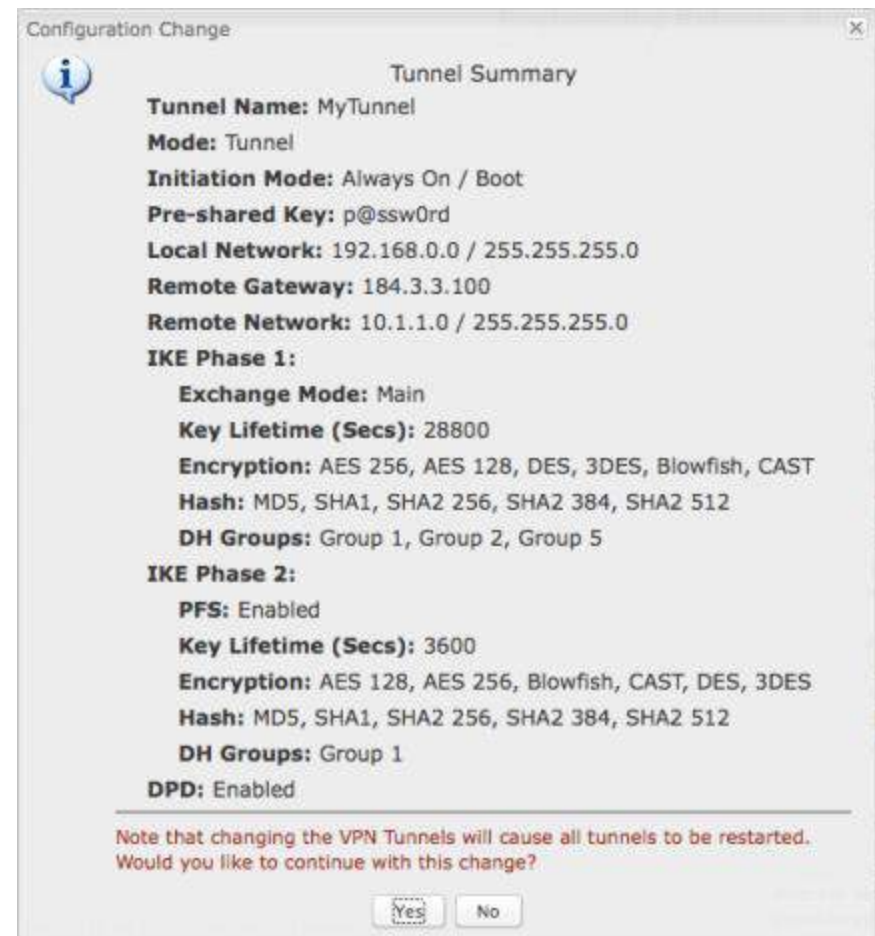 Configuration Change
Tunnel Summary
Tunnel Name: MyTunnel
Mode: Tunnel
Initiation Mode: Always On / Boot
Pre-shared Key: p@ssw0rd
Local Network: 192.168.0.0 / 255.255.255.0
Remote Gateway: 184.3.3.100
Remote Network: 10.1.1.0 / 255.255.255.0
IKE Phase 1:
Exchange Mode: Main
Key Lifetime (Secs): 28800
Encryption: AES 256, AES 128, DES, 3DES, Blowfish, CAST
Hash: MD5, SHA1, SHA2 256, SHA2 384, SHA2 512
DH Groups: Group 1, Group 2, Group 5
IKE Phase 2:
PFS: Enabled
Key Lifetime (Secs): 3600
Encryption: AES 128, AES 256, Blowfish, CAST, DES, 3DES
Hash: MD5, SHA1, SHA2 256, SHA2 384, SHA2 512
DH Groups: Group 1
DPD: Enabled
Note that changing the VPN Tunnels will cause all tunnels to be restarted.
Would you like to continue with this change?
Yes No